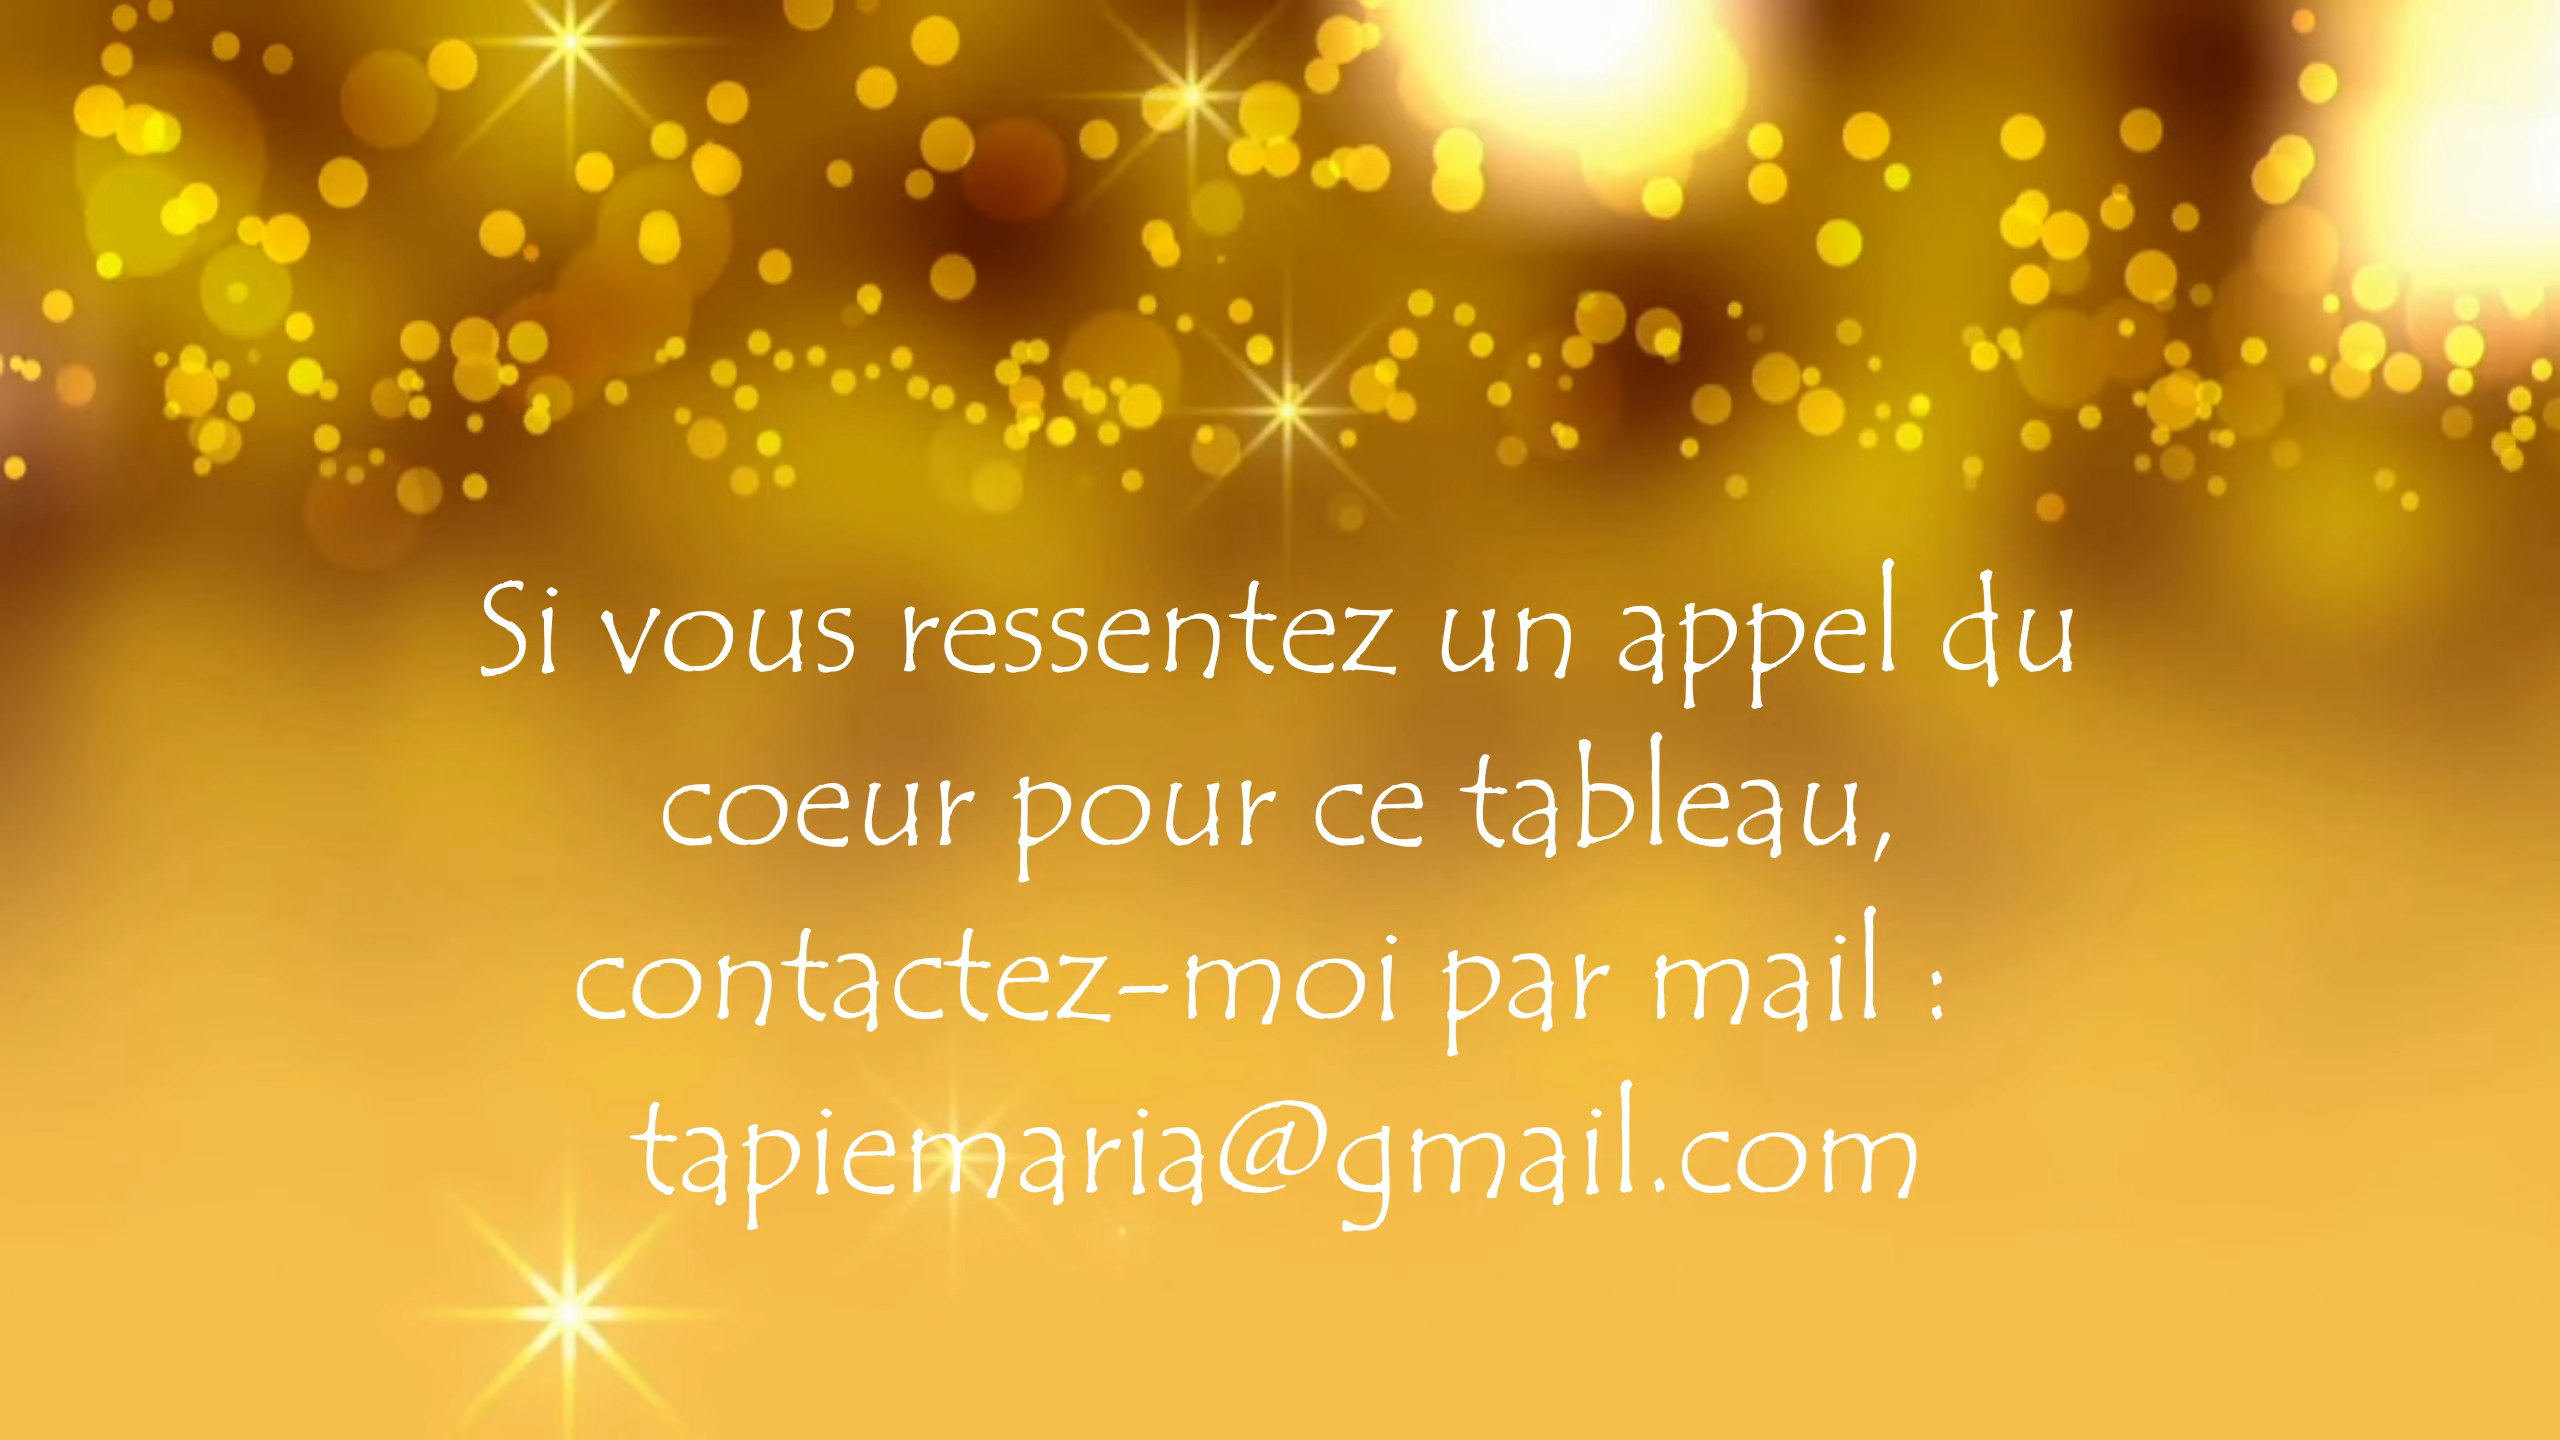 Si vous ressentez un appel du
coeur pour ce tableau,
contactez-moi par mail :
tapiemaria@gmail.com